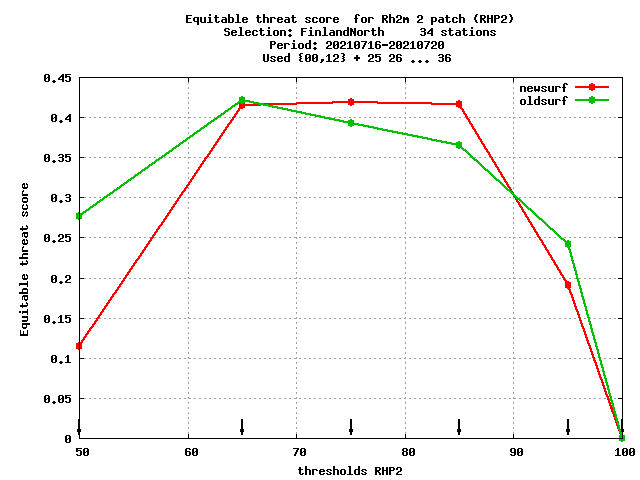 Equitable threat score  for Rh2m 2 patch (RHP2)
Selection: FinlandNorth     34 stations
Period: 20210716-20210720
Used {00,12} + 25 26 ... 36
newsurf
oldsurf
Equitable threat score
0.45
0.4
0.35
0.3
0.25
0.2
0.15
0.1
0.05
0
50 60 70 80 90 100
thresholds RHP2